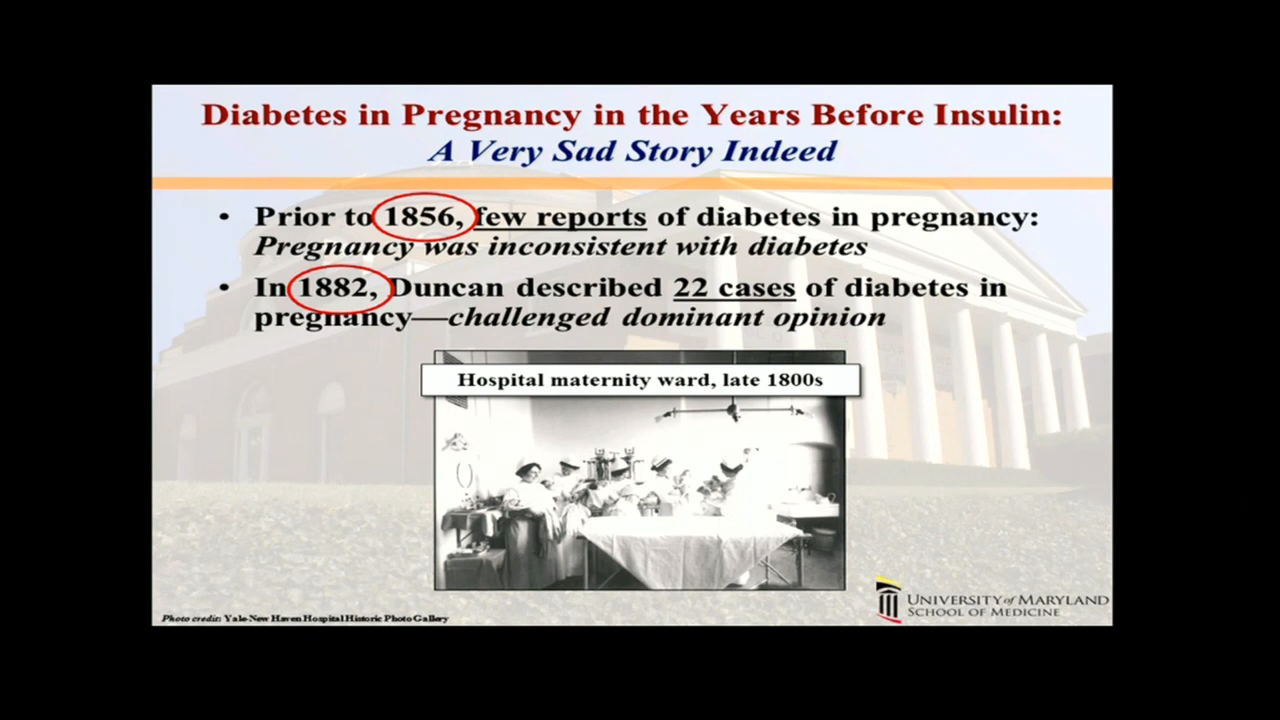 Diabetes in Pregnancy in the Years Before Insulin:
A Very Sad Story Indeed
• Prior to 1856, few reports of diabetes in pregnancy:
Pregnancy was inconsistent with diabetes
• In 1882, Duncan described 22 cases of diabetes in
pregnancy—challenged dominant opinion
Hospital maternity ward, late 1800s
UNIVERSITY of MARYLAND
SCHOOL OF MEDICINE
Photo credit: Yale-New Haven Hospital Historic Photo Gallery